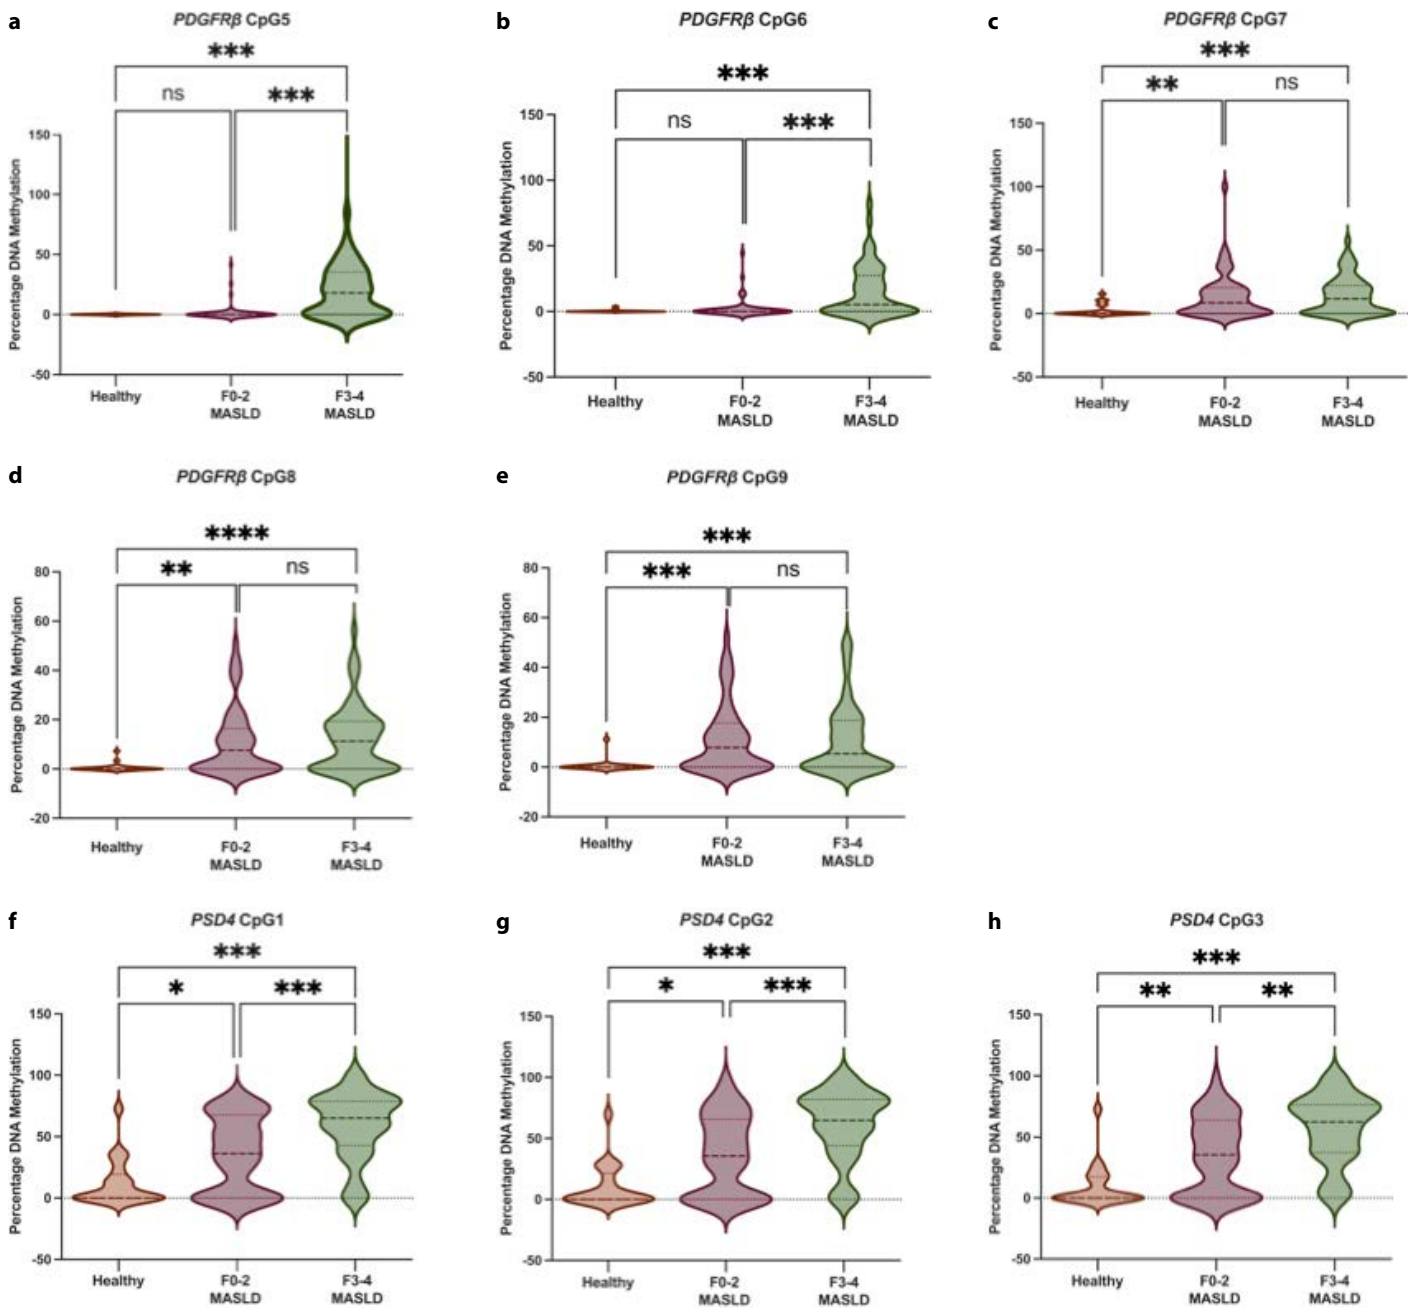 a
PDGFRβ CpG5
***
ns
***
150
100
50
0
-50
Percentage DNA Methylation
Healthy
F0-2
MASLD
F3-4
MASLD
b
PDGFRβ CpG6
***
ns
***
150
100
50
0
-50
Percentage DNA Methylation
Healthy
F0-2
MASLD
F3-4
MASLD
c
PDGFRβ CpG7
***
**
ns
150
100
50
0
-50
Percentage DNA Methylation
Healthy
F0-2
MASLD
F3-4
MASLD
d
PDGFRβ CpG8
****
**
ns
80
60
40
20
0
-20
Percentage DNA Methylation
Healthy
F0-2
MASLD
F3-4
MASLD
e
PDGFRβ CpG9
***
***
ns
80
60
40
20
0
-20
Percentage DNA Methylation
Healthy
F0-2
MASLD
F3-4
MASLD
f
PSD4 CpG1
***
*
***
150
100
50
0
-50
Percentage DNA Methylation
Healthy
F0-2
MASLD
F3-4
MASLD
g
PSD4 CpG2
***
*
***
150
100
50
0
-50
Percentage DNA Methylation
Healthy
F0-2
MASLD
F3-4
MASLD
h
PSD4 CpG3
***
**
**
150
100
50
0
-50
Percentage DNA Methylation
Healthy
F0-2
MASLD
F3-4
MASLD